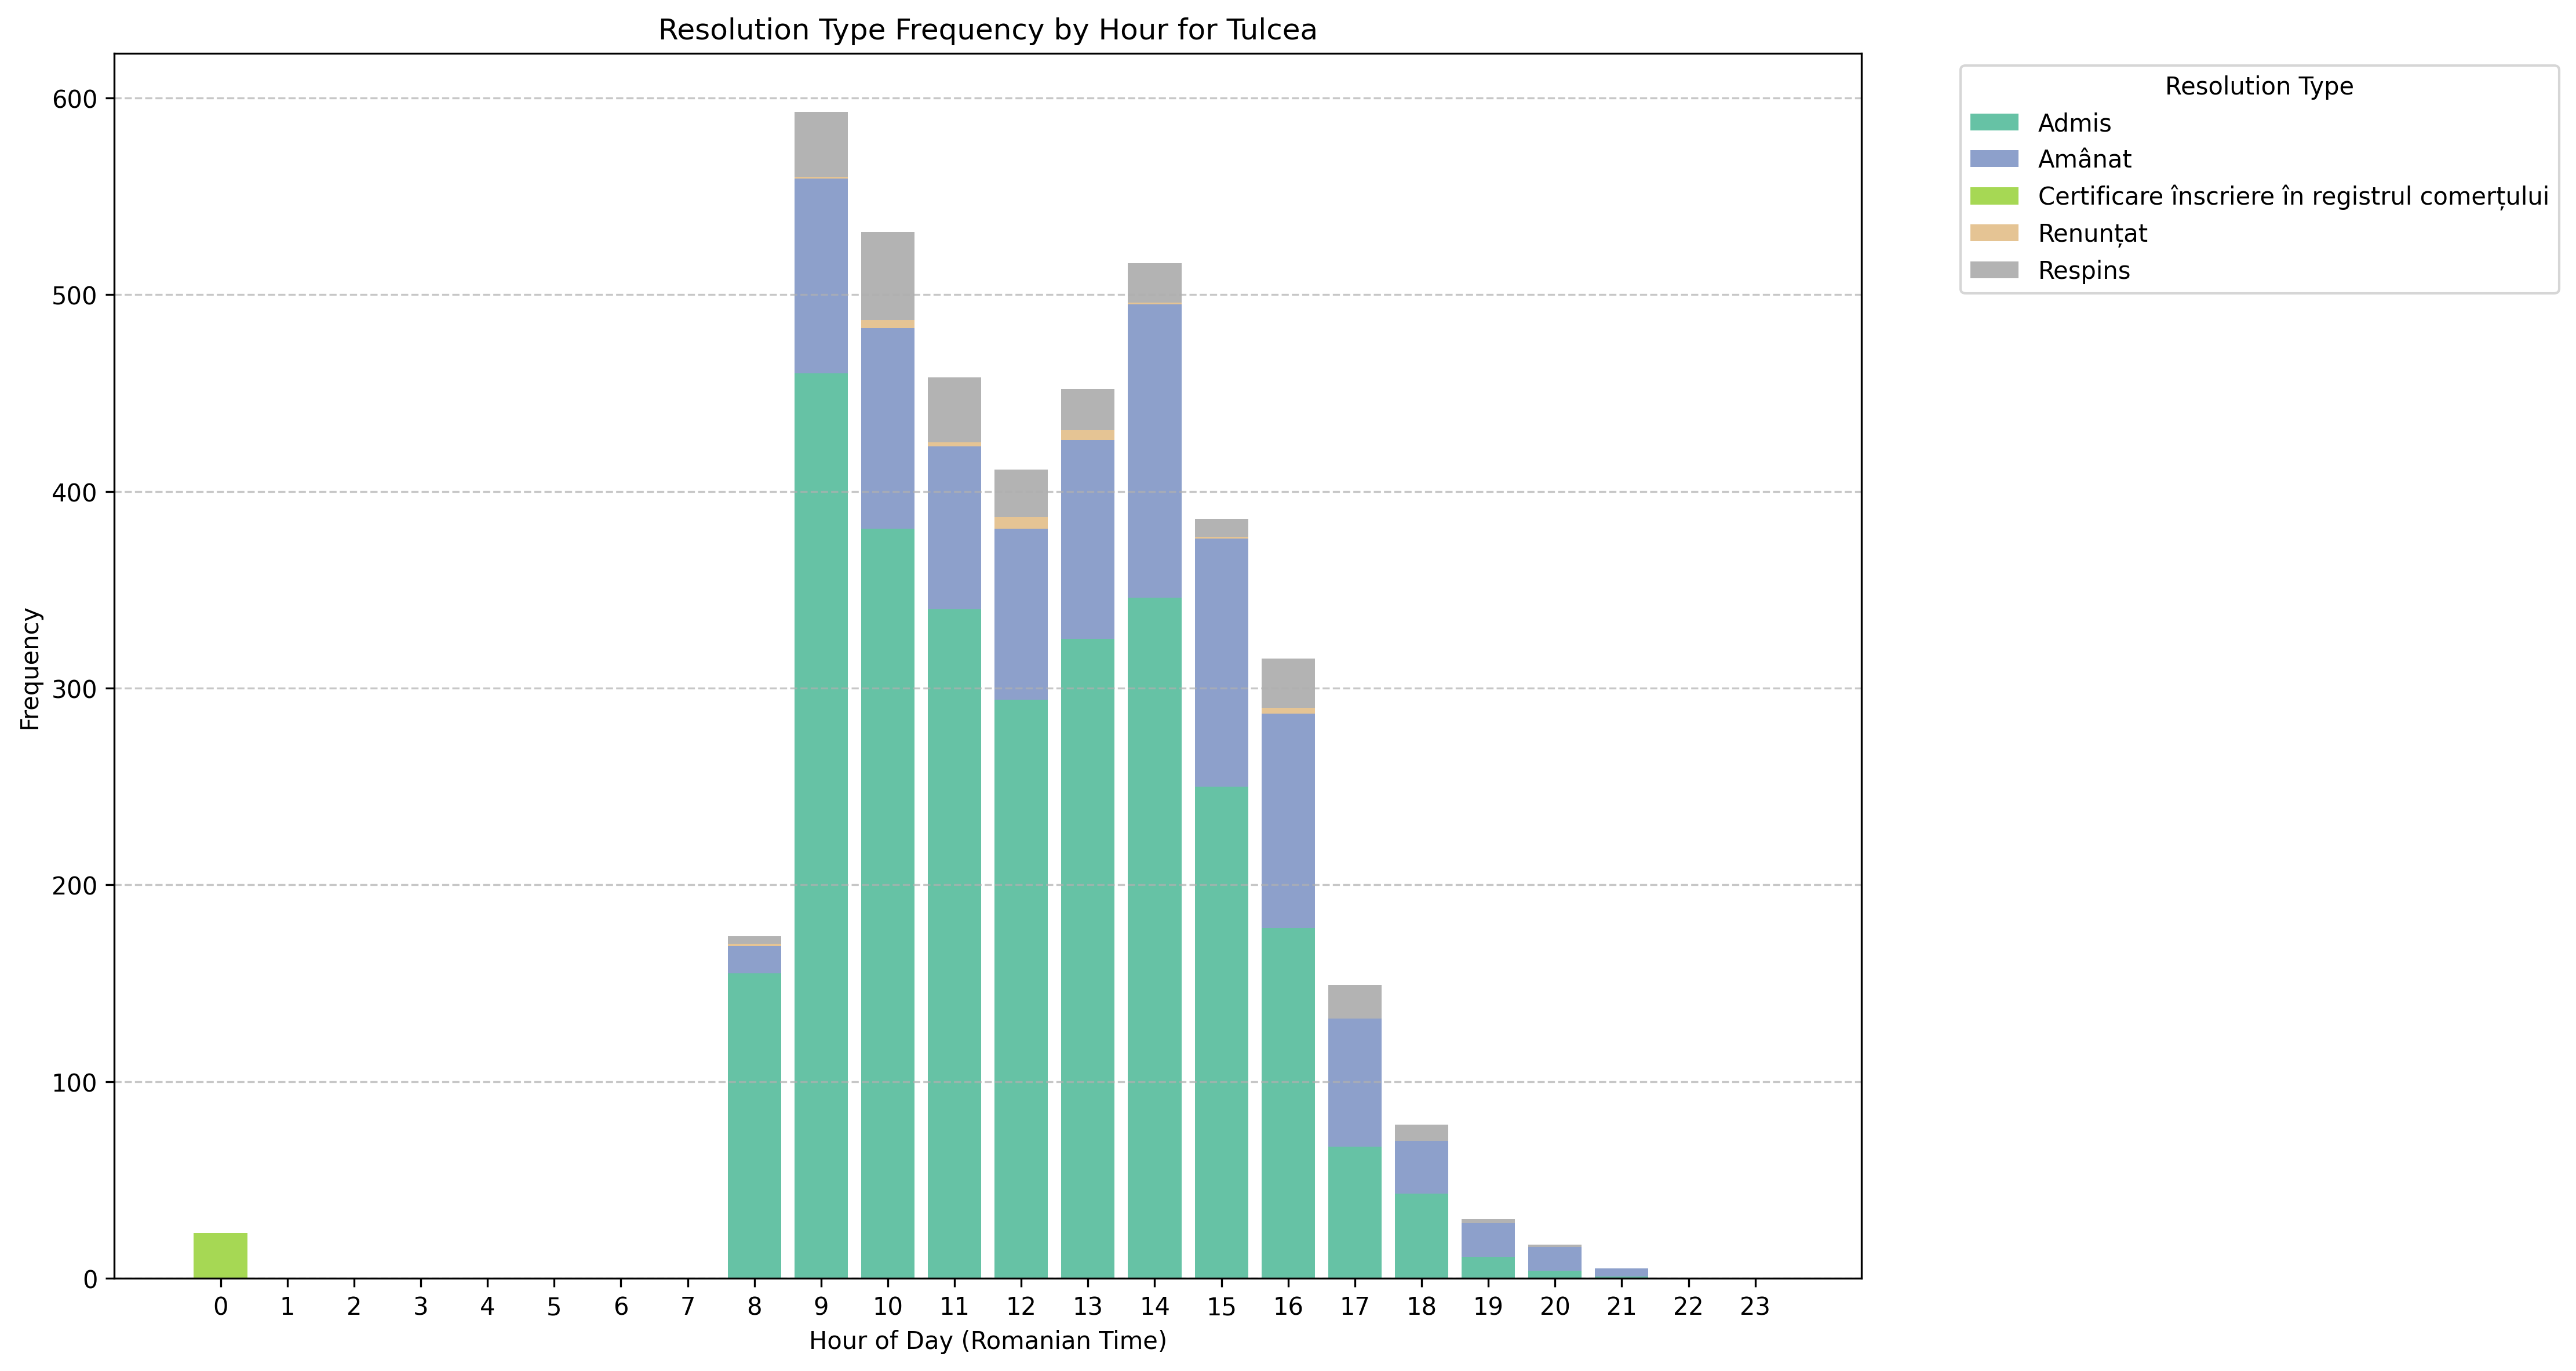 Resolution Type Frequency by Hour for Tulcea
Resolution Type
Admis
Amânat
Certificare înscriere în registrul comerțului
Renunțat
Respins
Frequency
600
500
400
300
200
100
0
0 1 2 3 4 5 6 7 8 9 10 11 12 13 14 15 16 17 18 19 20 21 22 23
Hour of Day (Romanian Time)